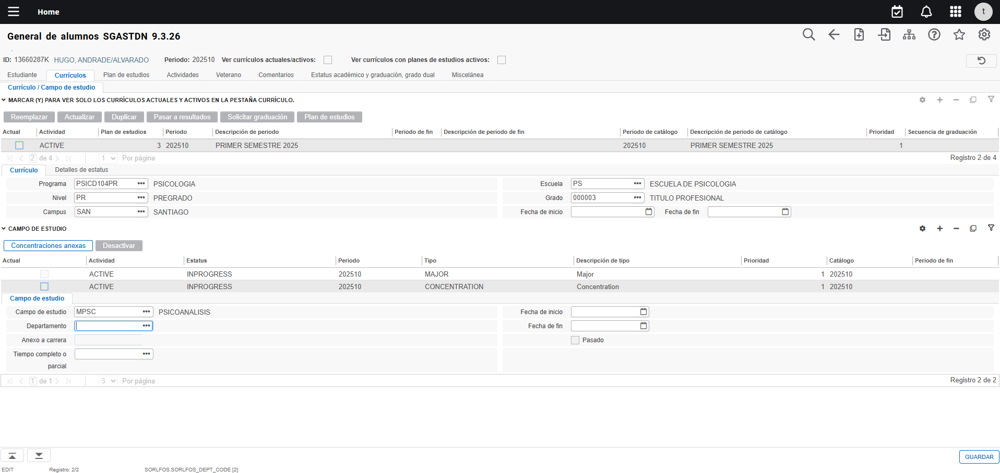 Home
t
General de alumnos SGASTDN 9.3.26
ID: 13660287K HUGO, ANDRADE/ALVARADO Periodo: 202510 Ver currículos actuales/activos: Ver currículos con planes de estudios activos:
Estudiante Currículos Plan de estudios Actividades Veterano Comentarios Estatus académico y graduación, grado dual Miscelánea
Currículo / Campo de estudio
MARCAR (Y) PARA VER SOLO LOS CURRÍCULOS ACTUALES Y ACTIVOS EN LA PESTAÑA CURRÍCULO.
Reemplazar Actualizar Duplicar Pasar a resultados Solicitar graduación Plan de estudios
Actual Actividad Plan de estudios Periodo Descripción de periodo Periodo de fin Descripción de periodo de fin Periodo de catálogo Descripción de periodo de catálogo Prioridad Secuencia de graduación
ACTIVE 3 202510 PRIMER SEMESTRE 2025 202510 PRIMER SEMESTRE 2025 1
2 de 4 1 Por página Registro 2 de 4
Currículo Detalles de estatus
Programa PSICD104PR PSICOLOGIA Escuela PS ESCUELA DE PSICOLOGIA
Nivel PR PREGRADO Grado 000003 TITULO PROFESIONAL
Campus SAN SANTIAGO Fecha de inicio Fecha de fin
CAMPO DE ESTUDIO
Concentraciones anexas Desactivar
Actual Actividad Estatus Periodo Tipo Descripción de tipo Prioridad Catálogo Periodo de fin
ACTIVE INPROGRESS 202510 MAJOR Major 1 202510
ACTIVE INPROGRESS 202510 CONCENTRATION Concentration 1 202510
Campo de estudio
Campo de estudio MPSC PSICOANALISIS Fecha de inicio
Departamento Fecha de fin
Anexo a carrera Pasado
Tiempo completo o
parcial
1 de 1 3 Por página Registro 2 de 2
GUARDAR
EDIT Registro: 2/2 SORLFOS.SORLFOS_DEPT_CODE [2]